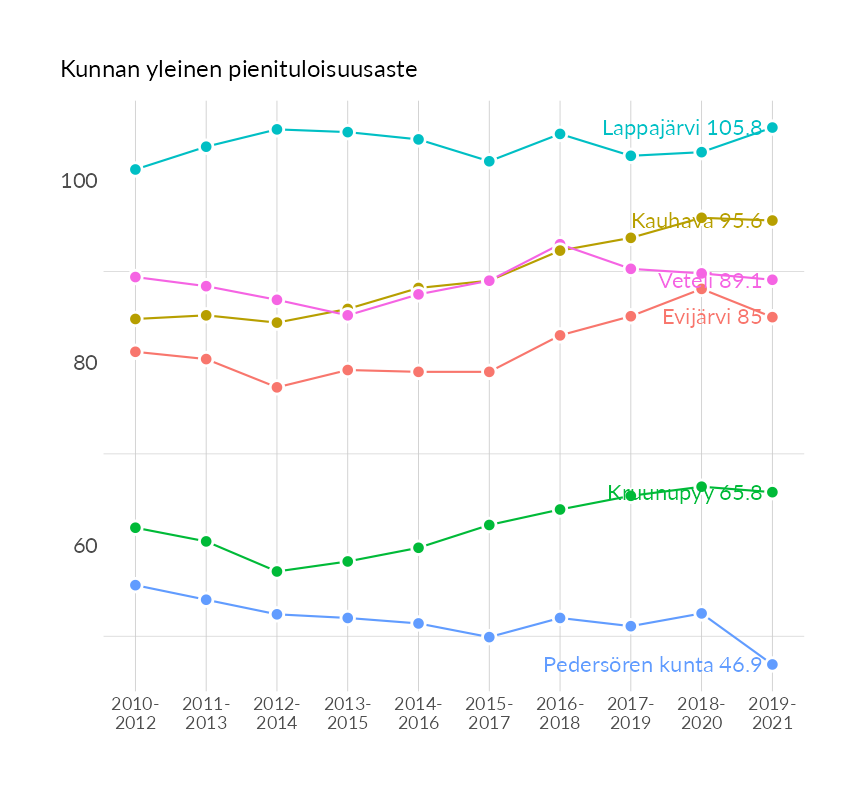 Kunnan yleinen pienituloisuusaste
Lappajärvi 105.8
100
Kauhava 95.6
Veteli 89.1
Evijärvi 85
80
Kruunupyy 65.8
60
Pedersören kunta 46.9
2010- 2011- 2012- 2013- 2014- 2015- 2016- 2017- 2018- 2019-
2012 2013 2014 2015 2016 2017 2018 2019 2020 2021